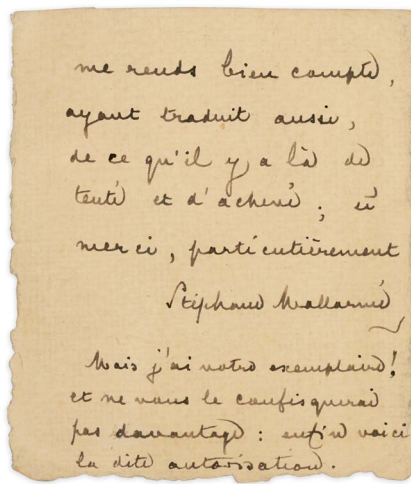 me rends bien compte,
ayant traduit aussi,
de ce qu'il y a là de
tenté et d'achevé ; et
merci, particulièrement
Stéphane Mallarmé
Mais j'ai votre exemplaire!
et ne vous le confisquerai
pas davantage : enfin voici
la dite autorisation.